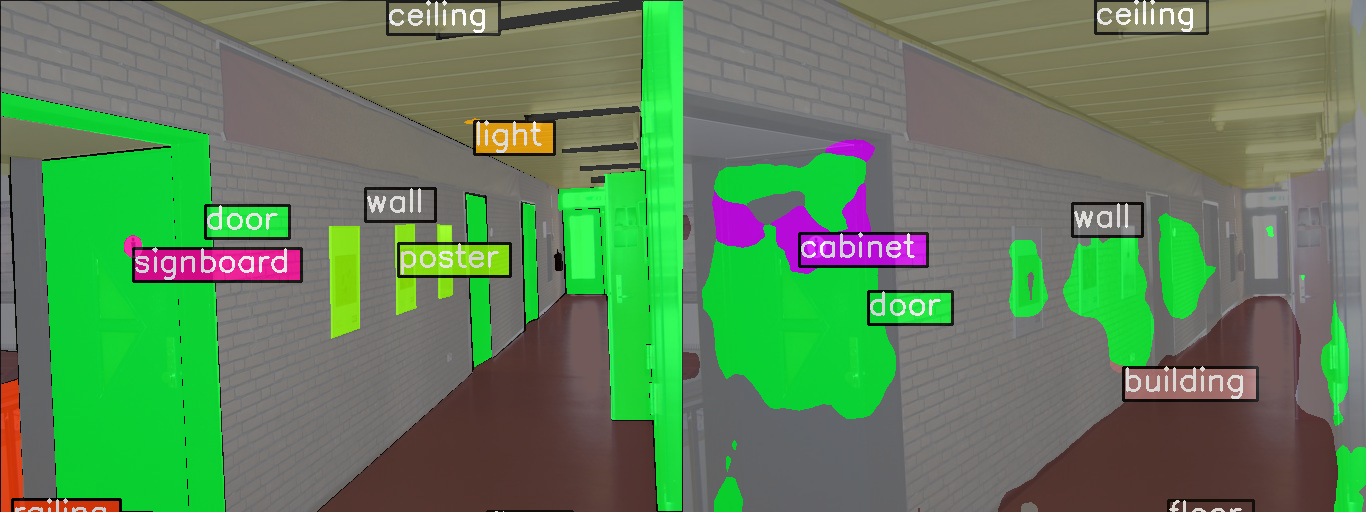 ceiling
light
wall
door
signboard
poster
railing
ceiling
wall
cabinet
door
building
floor